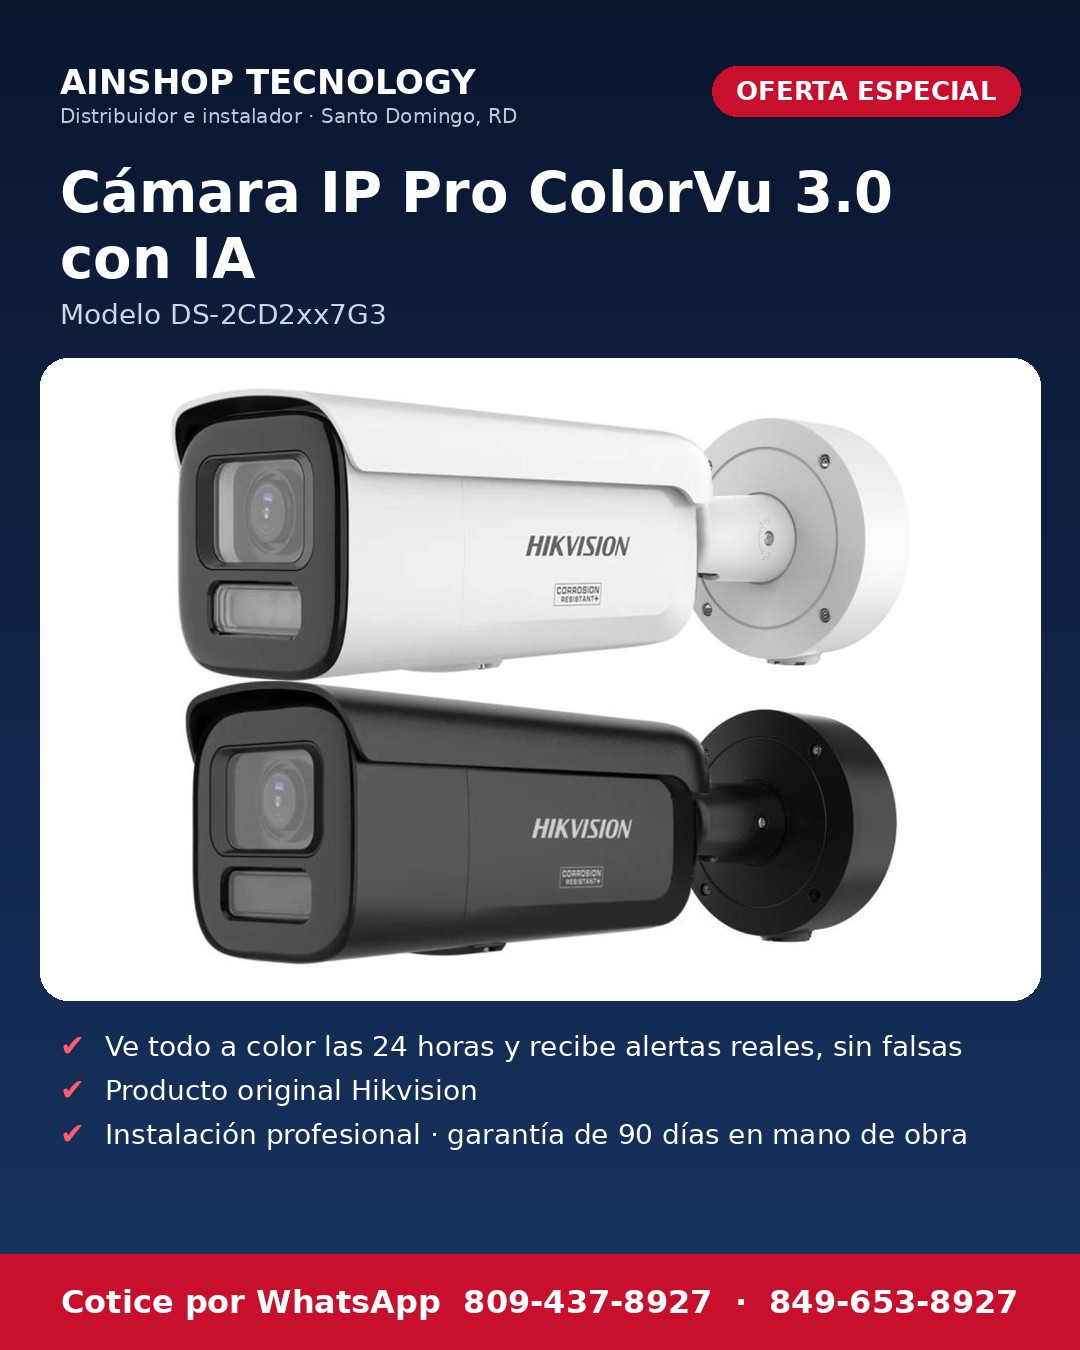 AINSHOP TECNOLOGY
Distribuidor e instalador · Santo Domingo, RD
OFERTA ESPECIAL
Cámara IP Pro ColorVu 3.0
con IA
Modelo DS-2CD2xx7G3
HIKVISION
CORROSION
RESISTANT+
HIKVISION
CORROSION
RESISTANT+
✔ Ve todo a color las 24 horas y recibe alertas reales, sin falsas
✔ Producto original Hikvision
✔ Instalación profesional · garantía de 90 días en mano de obra
Cotice por WhatsApp 809-437-8927 · 849-653-8927